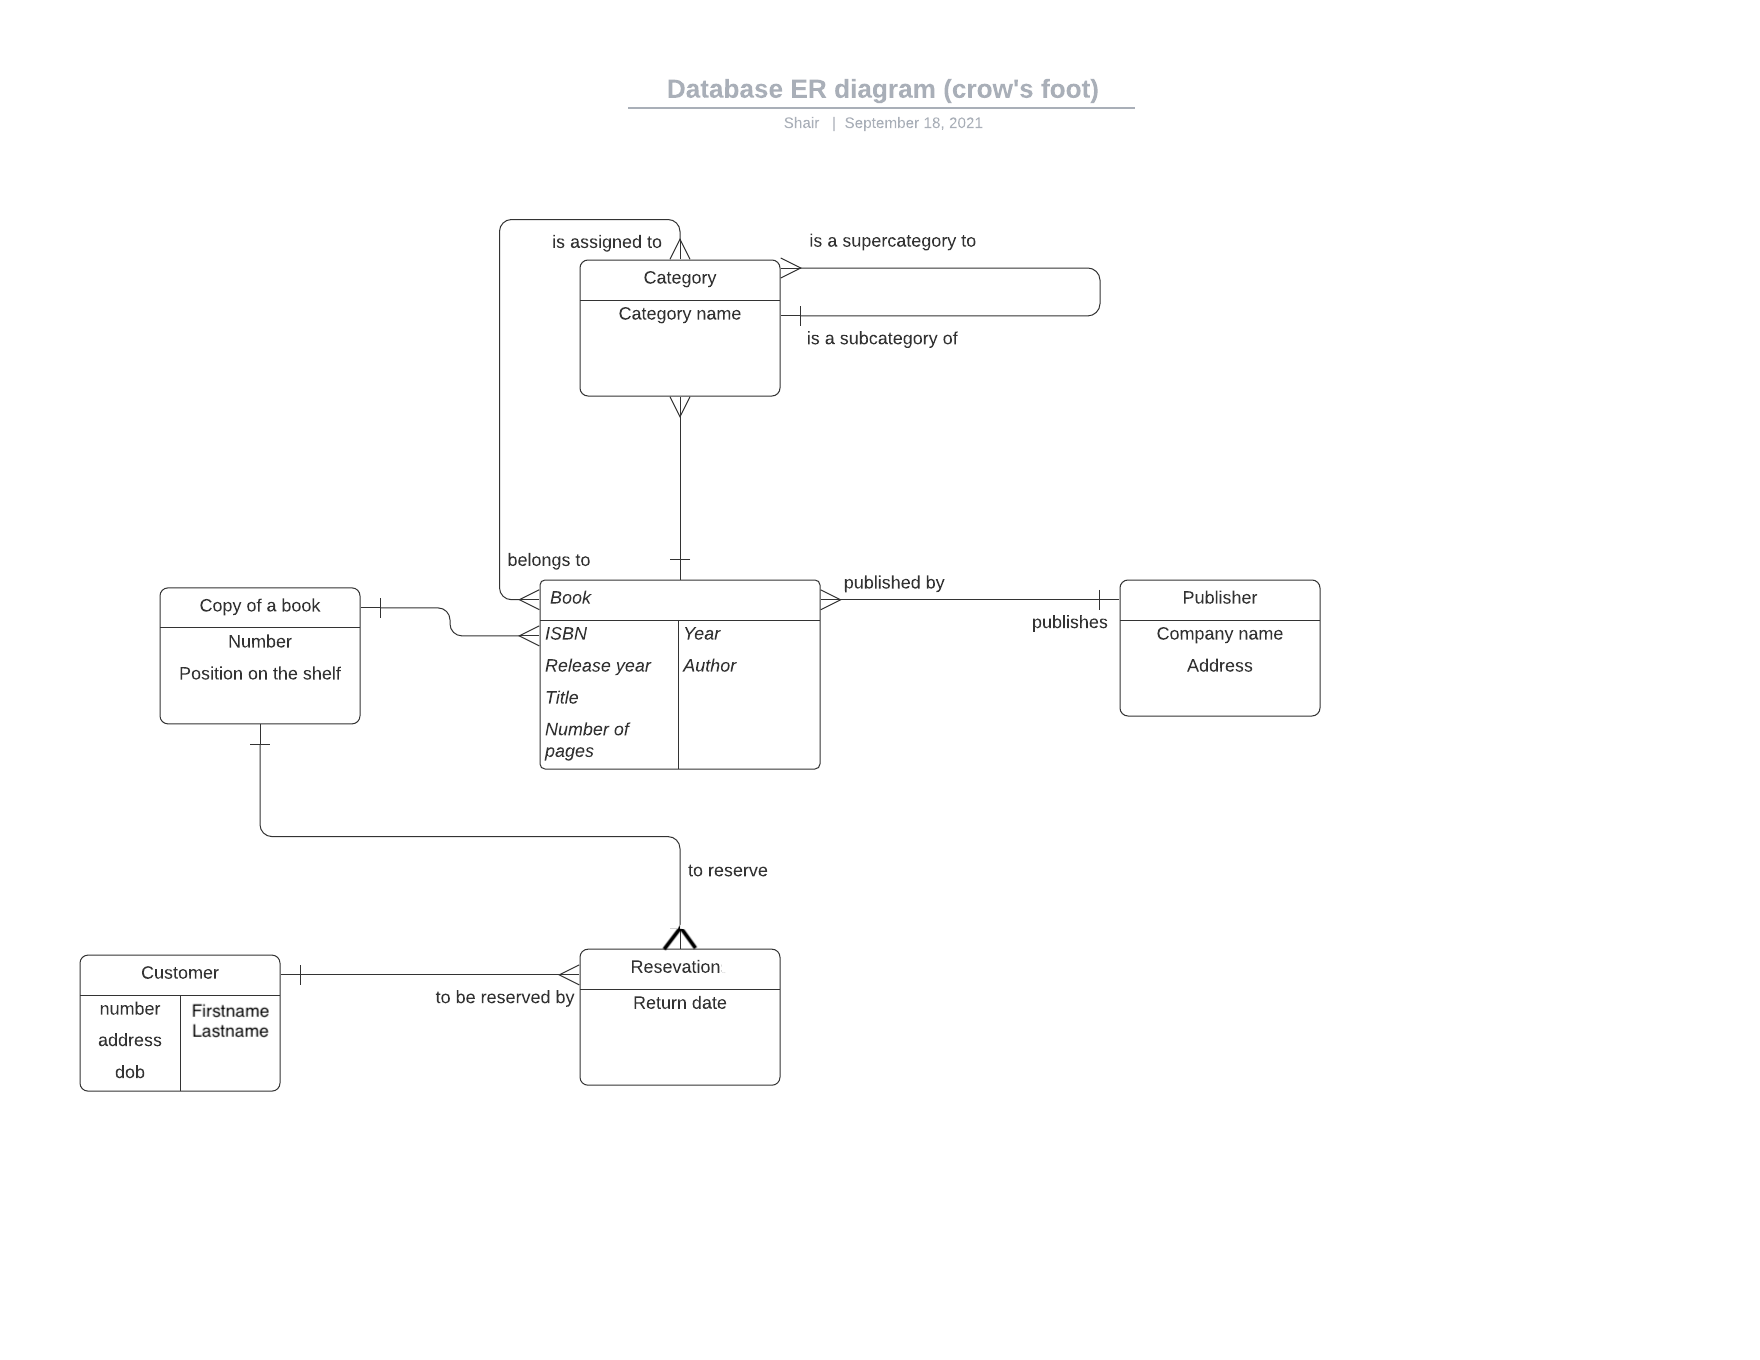 Database ER diagram (crow's foot)
Shair | September 18, 2021
is assigned to
is a supercategory to
Category
Category name
is a subcategory of
belongs to
Book
ISBN
Release year
Title
Number of
pages
Year
Author
published by
publishes
Publisher
Company name
Address
Copy of a book
Number
Position on the shelf
to reserve
Customer
number
address
dob
Firstname
Lastname
to be reserved by
Resevation
Return date